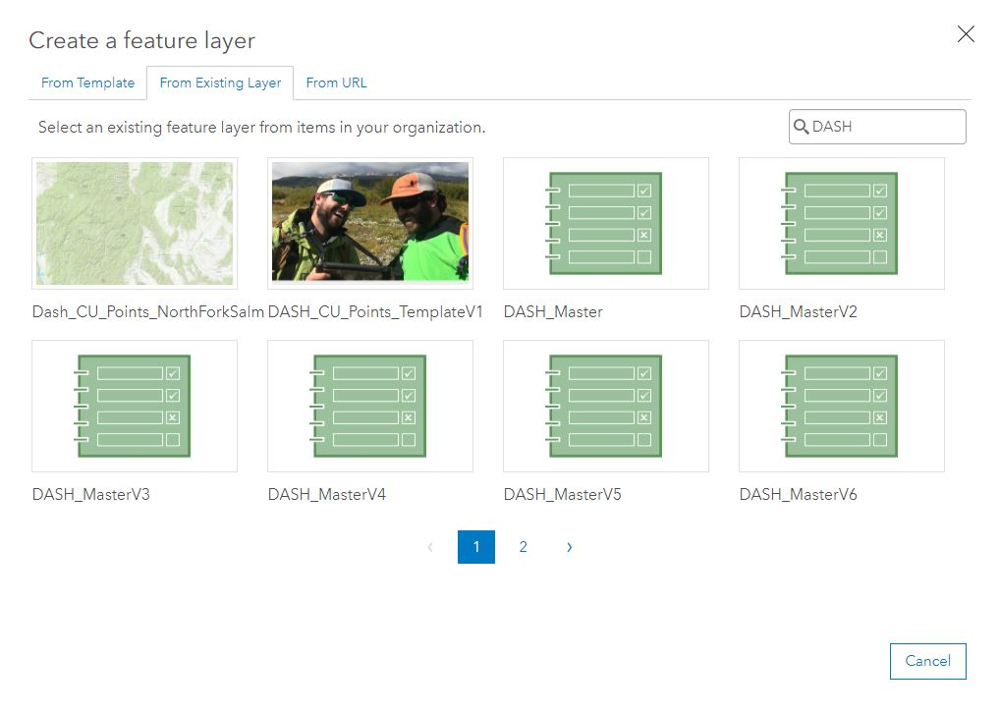 Create a feature layer
From Template From Existing Layer From URL
Select an existing feature layer from items in your organization. DASH
Dash_CU_Points_NorthForkSalm DASH_CU_Points_TemplateV1 DASH_Master DASH_MasterV2
DASH_MasterV3 DASH_MasterV4 DASH_MasterV5 DASH_MasterV6
‹ 1 2 ›
Cancel